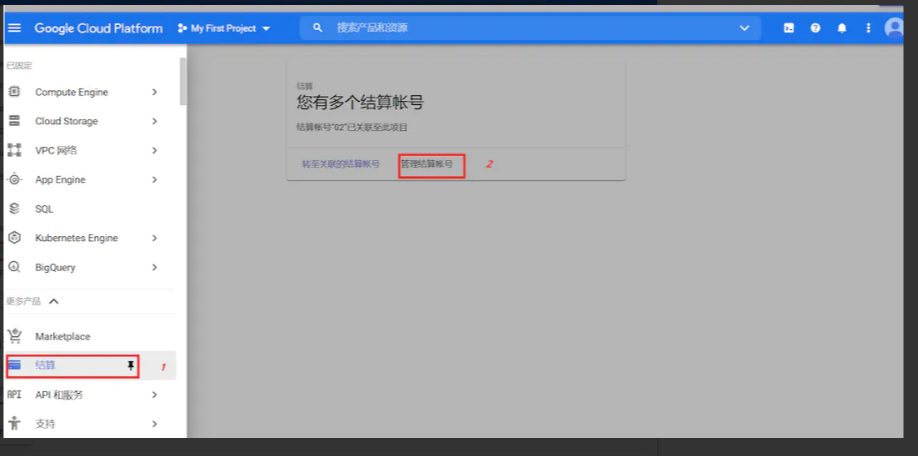 Google Cloud Platform My First Project 搜索产品和资源
已固定
Compute Engine
Cloud Storage
VPC 网络
App Engine
SQL
Kubernetes Engine
BigQuery
更多产品
Marketplace
结算 1
API API 和服务
支持
结算
您有多个结算帐号
结算帐号"02"已关联至此项目
转至关联的结算帐号 管理结算帐号 2